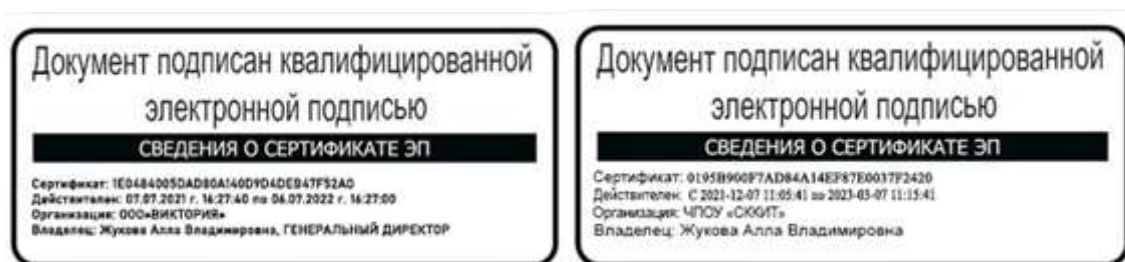 Документ подписан квалифицированной
электронной подписью
СВЕДЕНИЯ О СЕРТИФИКАТЕ ЭП
Сертификат: 1E0484005DAD80A140D9D4DEB47F52AD
Действителен: 07.07.2021 г. 16:27:40 по 06.07.2022 г. 16:27:00
Организация: ООО«ВИКТОРИЯ»
Владелец: Жукова Алла Владимировна, ГЕНЕРАЛЬНЫЙ ДИРЕКТОР
Документ подписан квалифицированной
электронной подписью
СВЕДЕНИЯ О СЕРТИФИКАТЕ ЭП
Сертификат: 0195B900F7AD84A14EF87E0037F2420
Действителен: С 2021-12-07 11:05:41 по 2023-03-07 11:15:41
Организация: ЧПОУ «СККИТ»
Владелец: Жукова Алла Владимировна